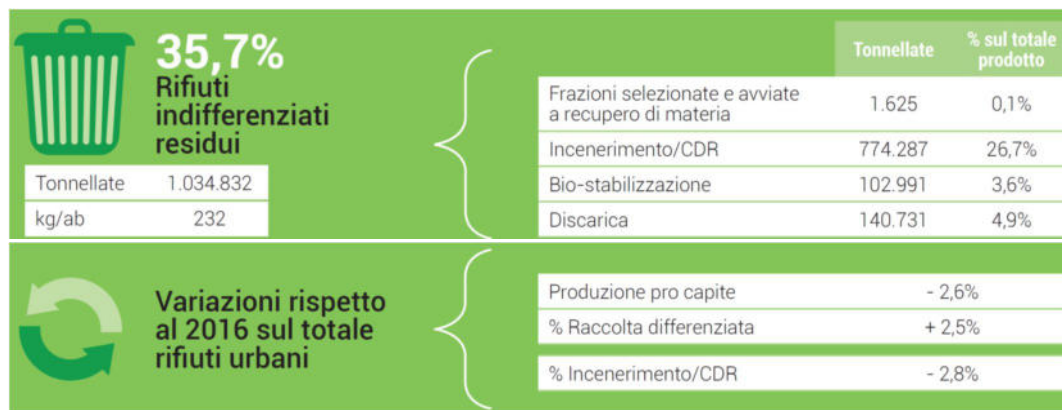 35,7%
Rifiuti
indifferenziati
residui
Tonnellate 1.034.832
kg/ab 232
Tonnellate % sul totale
prodotto
Frazioni selezionate e avviate
a recupero di materia 1.625 0,1%
Incenerimento/CDR 774.287 26,7%
Bio-stabilizzazione 102.991 3,6%
Discarica 140.731 4,9%
Variazioni rispetto
al 2016 sul totale
rifiuti urbani
Produzione pro capite - 2,6%
% Raccolta differenziata + 2,5%
% Incenerimento/CDR - 2,8%